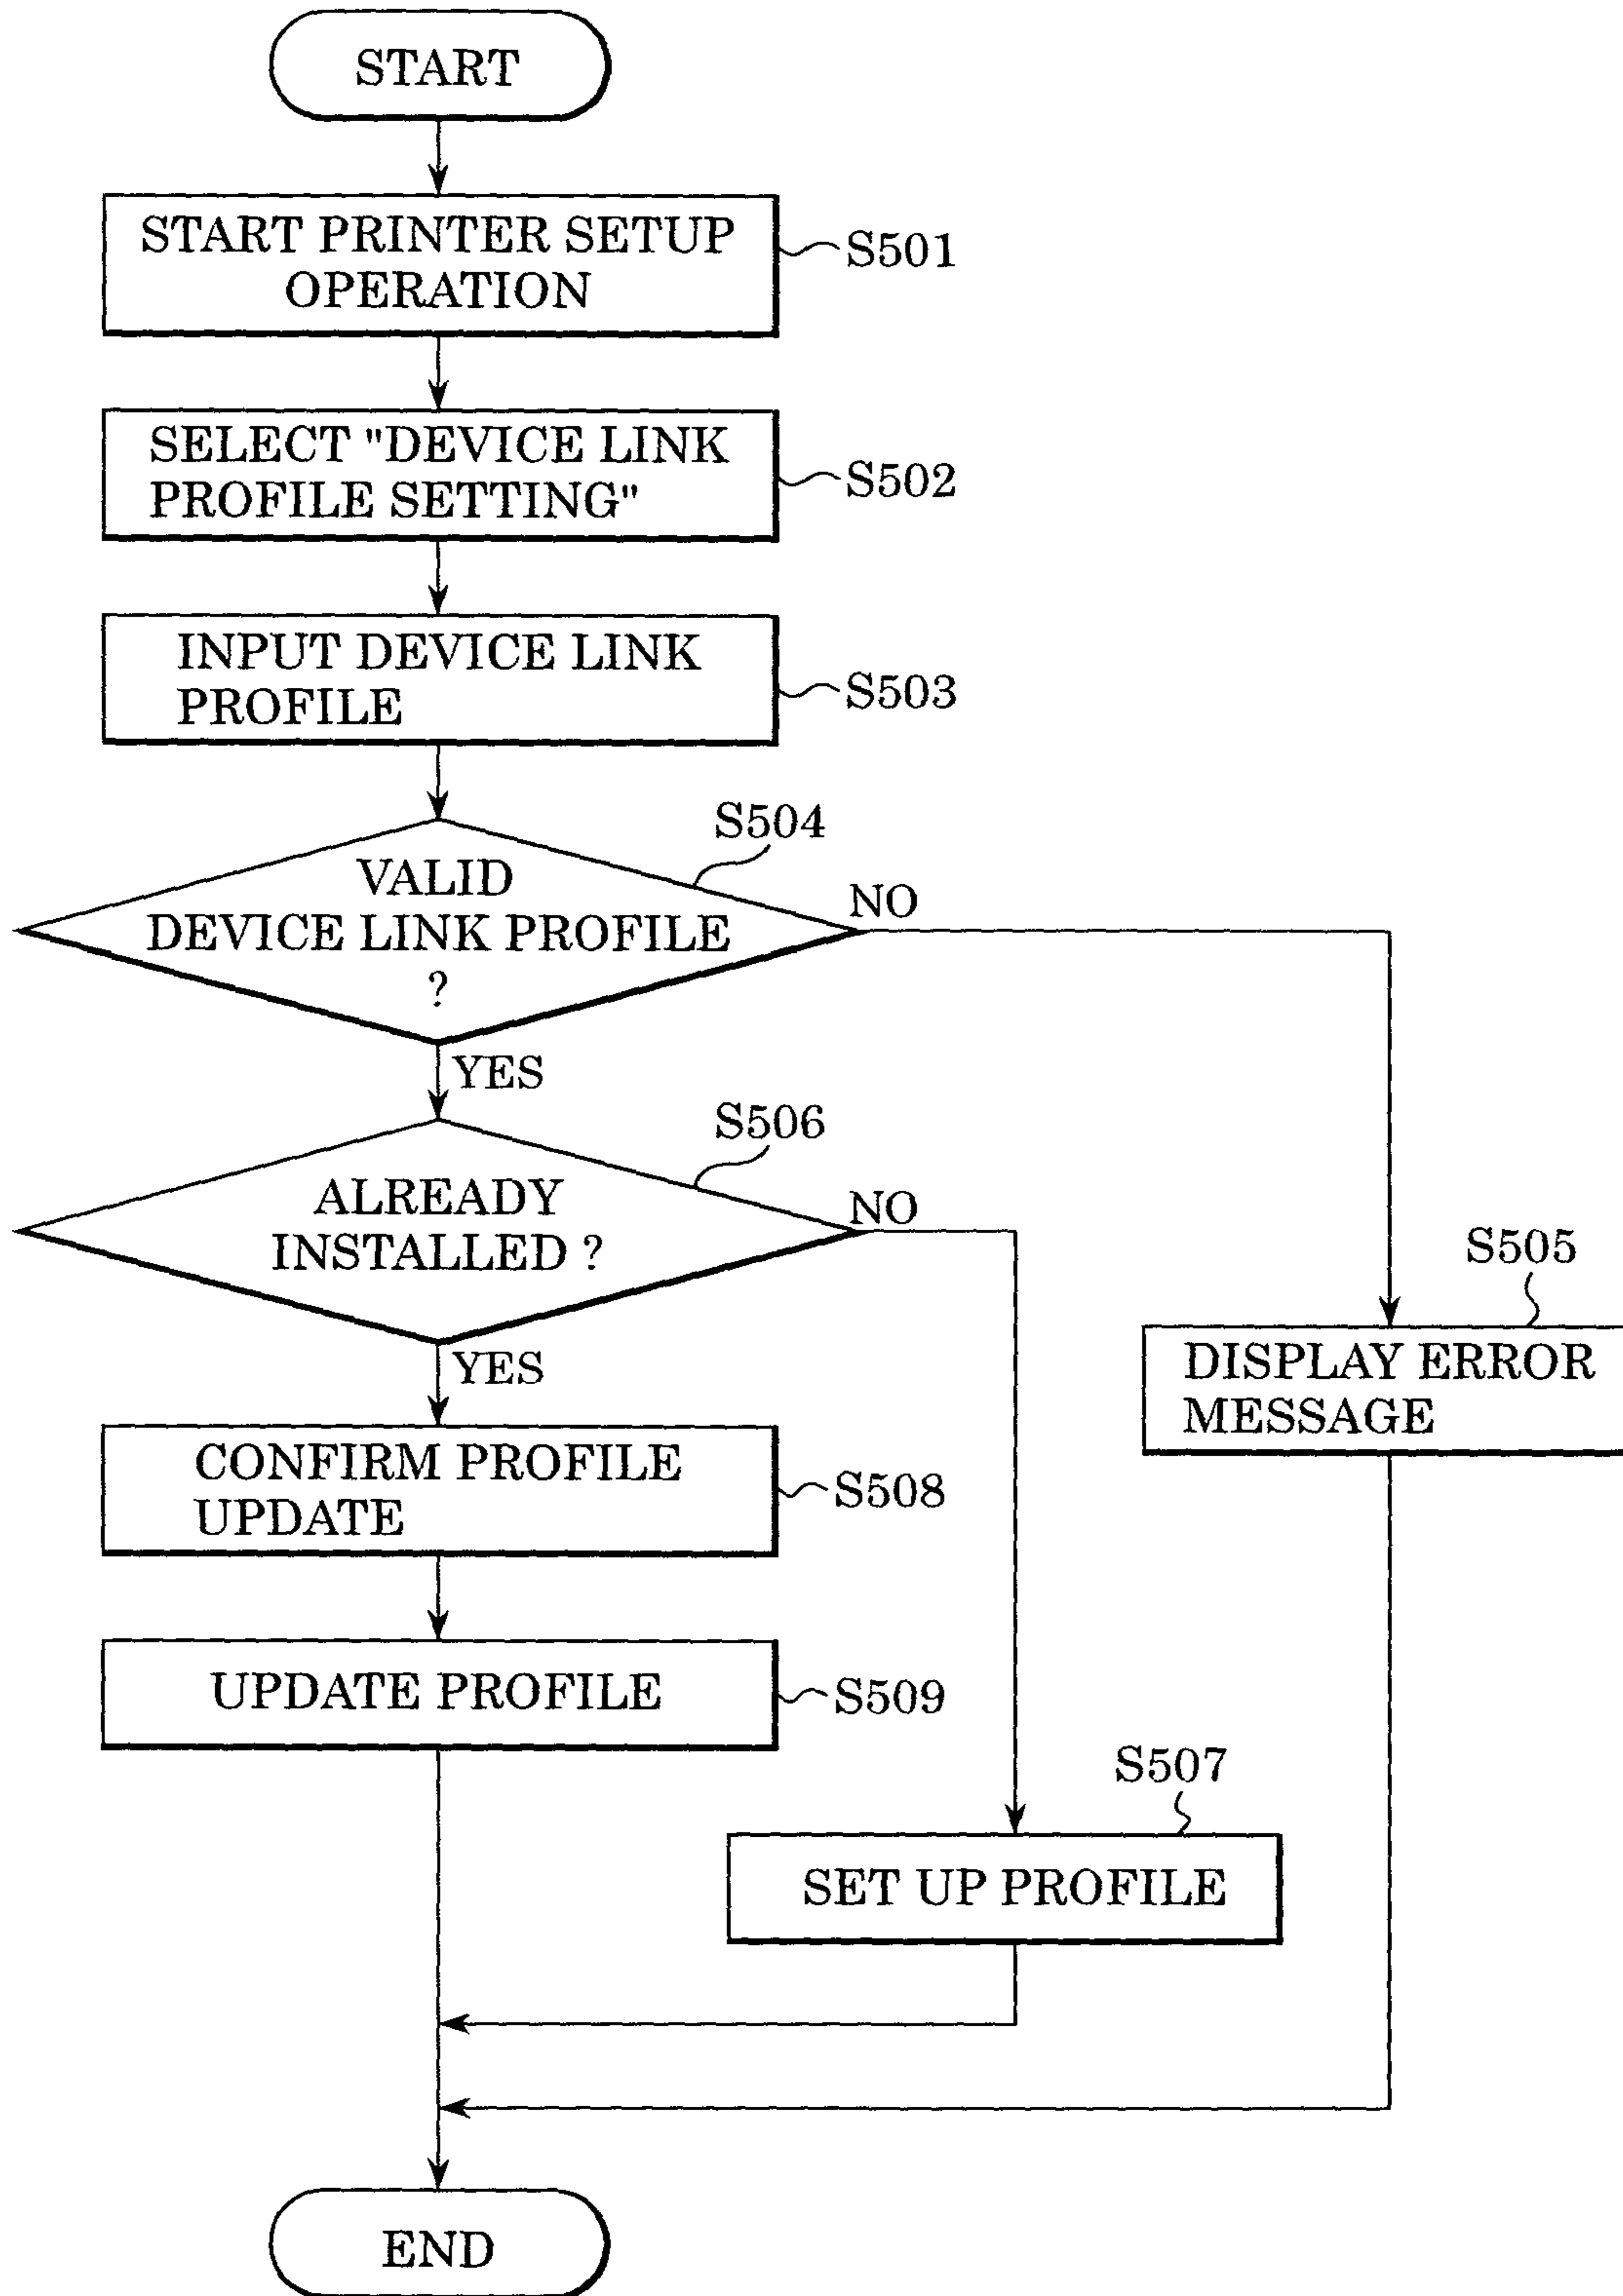 START
START PRINTER SETUP
OPERATION
S501
SELECT "DEVICE LINK
PROFILE SETTING"
S502
INPUT DEVICE LINK
PROFILE
S503
S504
VALID
DEVICE LINK PROFILE
?
NO
YES
S506
ALREADY
INSTALLED ?
NO
YES
S505
DISPLAY ERROR
MESSAGE
CONFIRM PROFILE
UPDATE
S508
UPDATE PROFILE
S509
S507
SET UP PROFILE
END